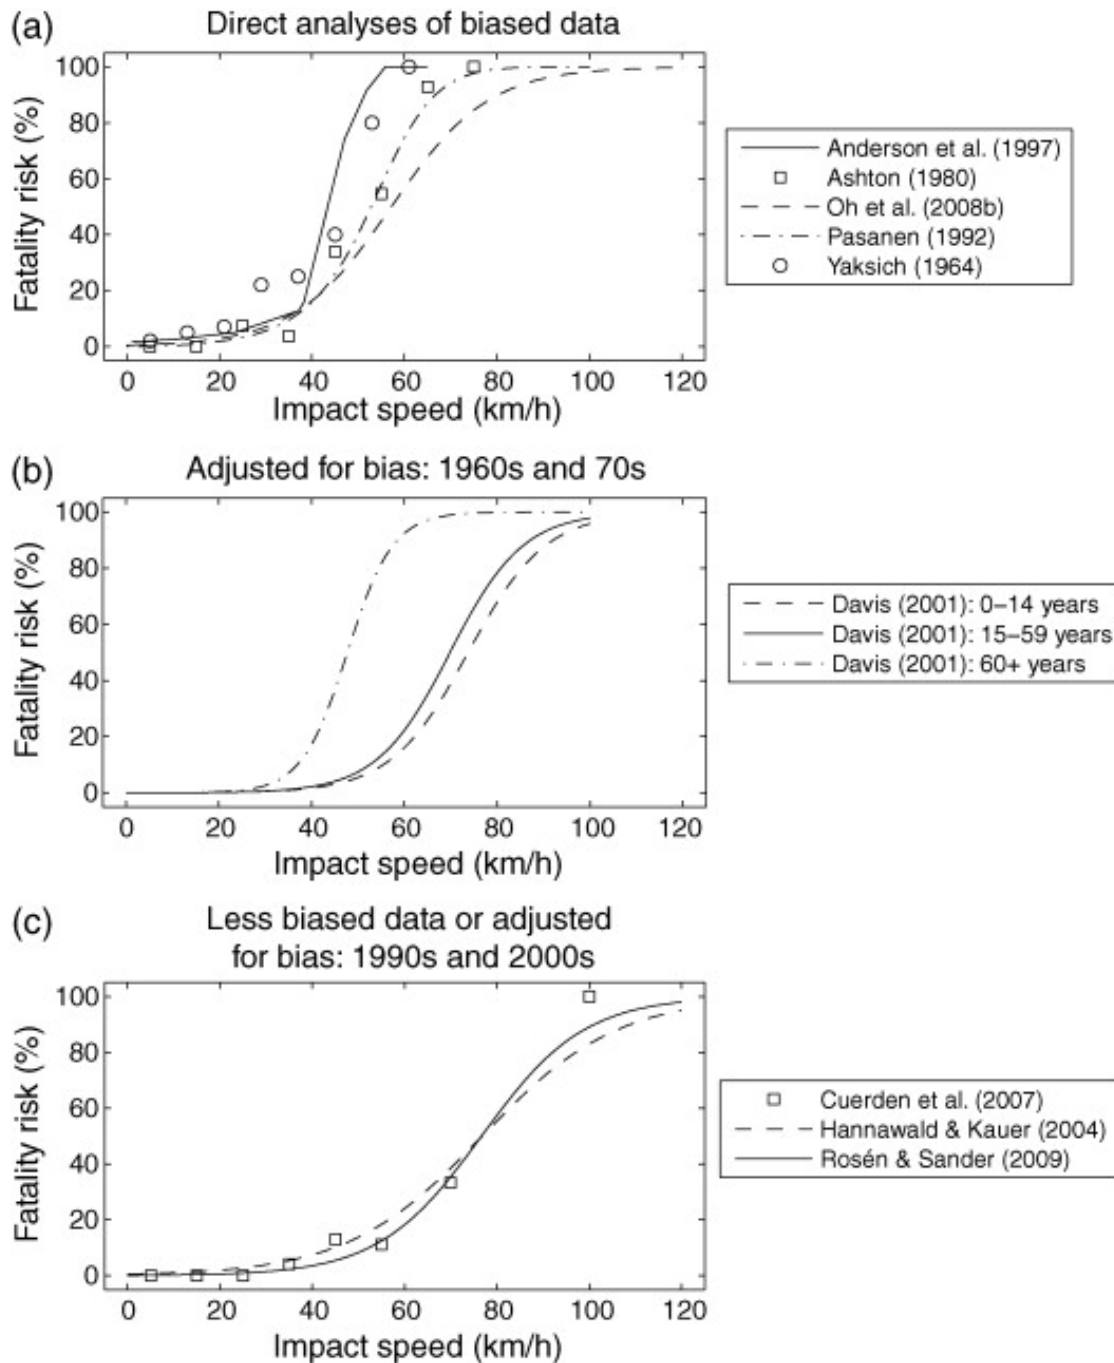 (a)
Direct analyses of biased data
Fatality risk (%)
100
80
60
40
20
0
0 20 40 60 80 100 120
Impact speed (km/h)
Anderson et al. (1997)
Ashton (1980)
Oh et al. (2008b)
Pasanen (1992)
Yaksich (1964)
(b)
Adjusted for bias: 1960s and 70s
Fatality risk (%)
100
80
60
40
20
0
0 20 40 60 80 100 120
Impact speed (km/h)
Davis (2001): 0–14 years
Davis (2001): 15–59 years
Davis (2001): 60+ years
(c)
Less biased data or adjusted
for bias: 1990s and 2000s
Fatality risk (%)
100
80
60
40
20
0
0 20 40 60 80 100 120
Impact speed (km/h)
Cuerden et al. (2007)
Hannawald & Kauer (2004)
Rosén & Sander (2009)